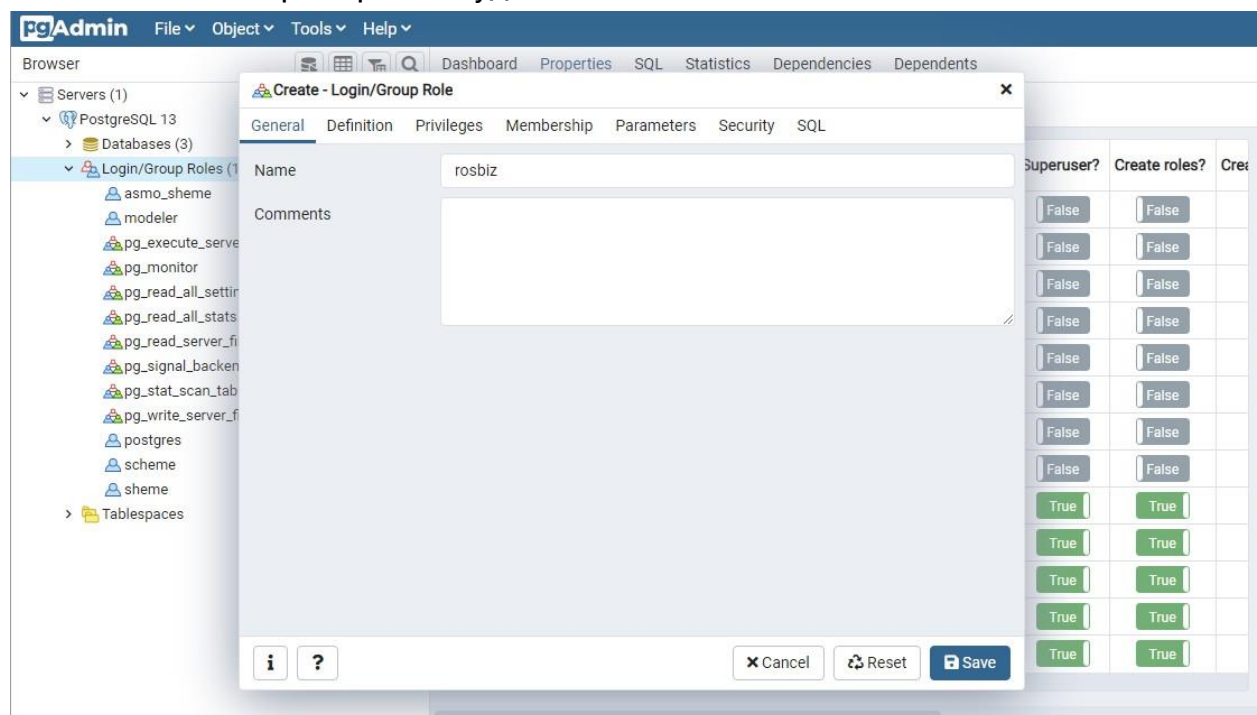 pgAdmin File Object Tools Help
Browser Dashboard Properties SQL Statistics Dependencies Dependents
Servers (1)
PostgreSQL 13
Databases (3)
Login/Group Roles (1
asmo_sheme
modeler
pg_execute_serve
pg_monitor
pg_read_all_settin
pg_read_all_stats
pg_read_server_fi
pg_signal_backen
pg_stat_scan_tab
pg_write_server_fi
postgres
scheme
sheme
Tablespaces
Create - Login/Group Role
General Definition Privileges Membership Parameters Security SQL
Name rosbiz
Comments
i ? Cancel Reset Save
Superuser? Create roles? Crea
False False
False False
False False
False False
False False
False False
False False
False False
True True
True True
True True
True True
True True